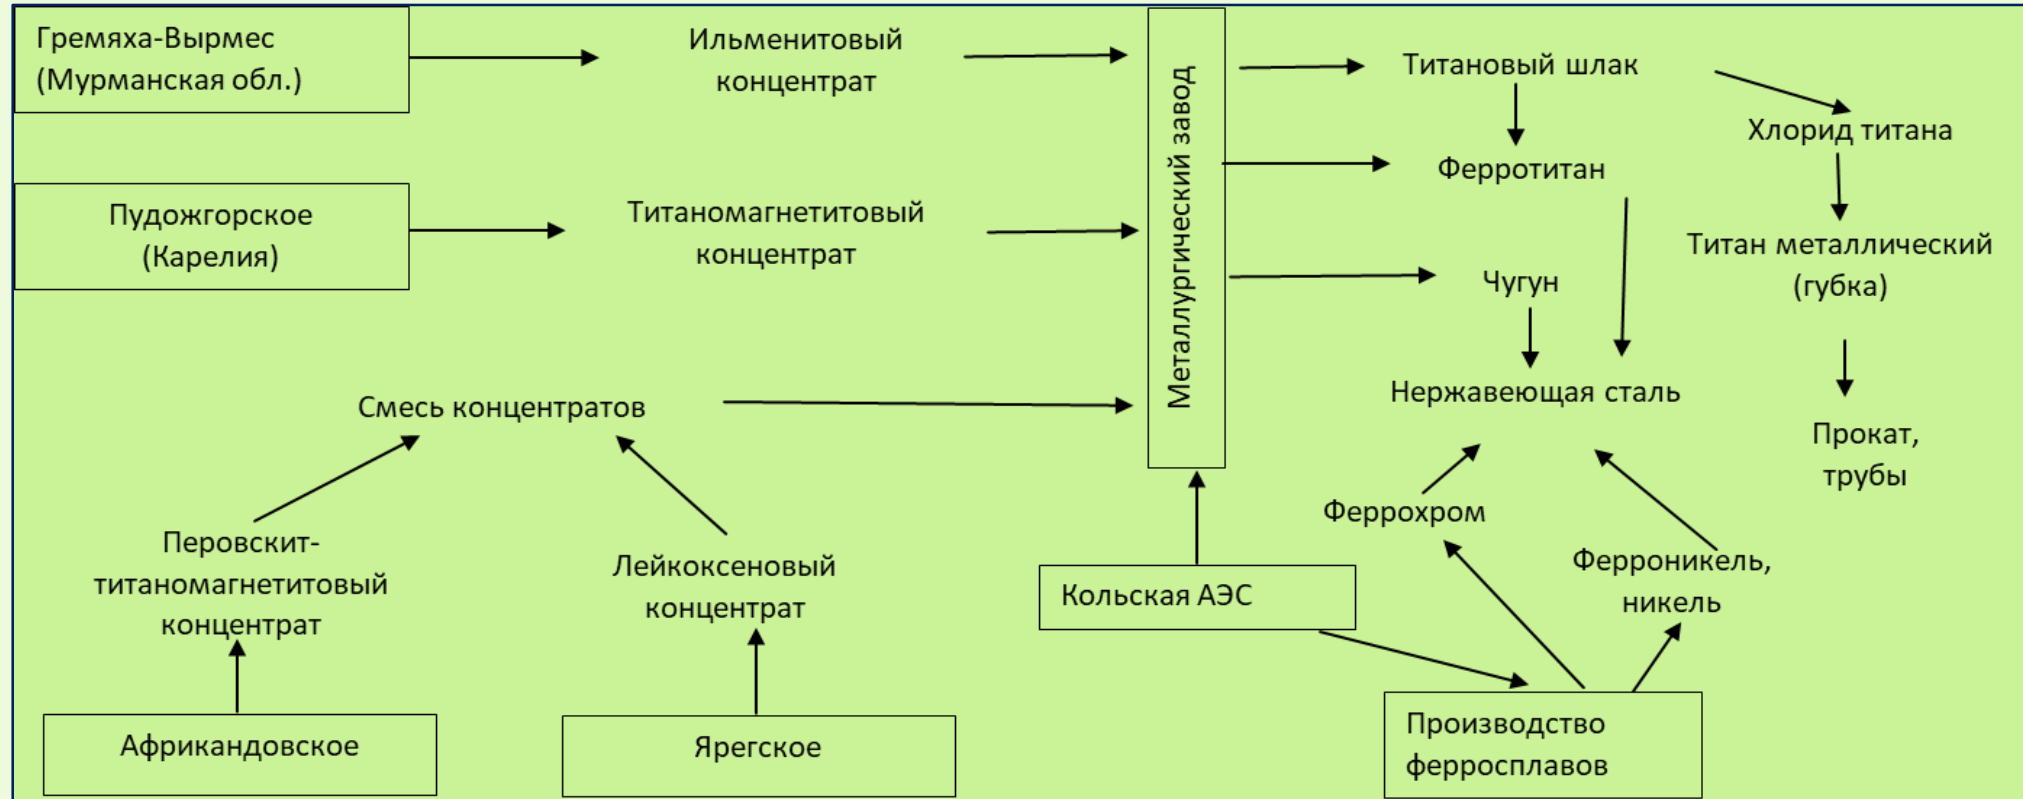 Гремяха-Вырмес
(Мурманская обл.)
Ильменитовый
концентрат
Металлургический завод
Титановый шлак
Хлорид титана
Ферротитан
Пудожгорское
(Карелия)
Титаномагнетитовый
концентрат
Титан металлический
(губка)
Чугун
Смесь концентратов
Нержавеющая сталь
Прокат,
трубы
Феррохром
Перовскит-
титаномагнетитовый
концентрат
Лейкоксеновый
концентрат
Кольская АЭС
Ферроникель,
никель
Африкандовское
Ярегское
Производство
ферросплавов